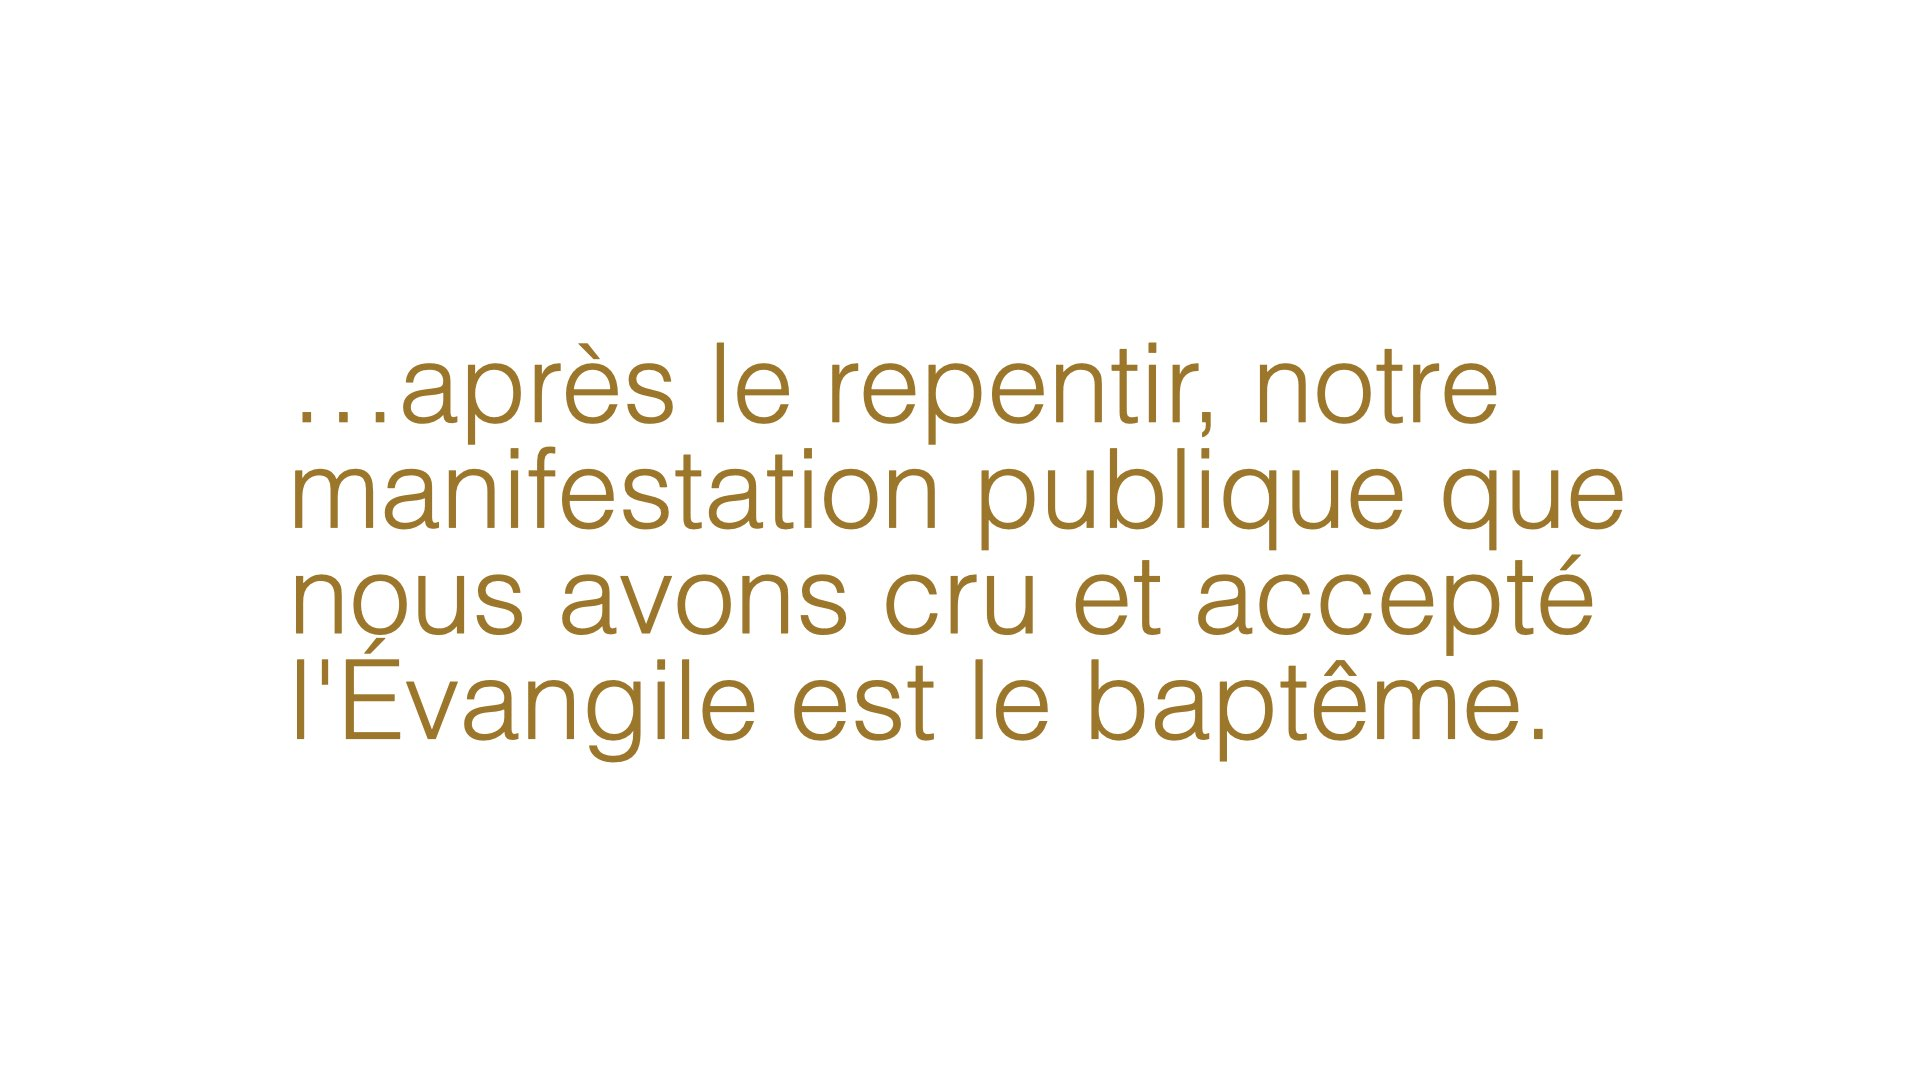 …après le repentir, notre
manifestation publique que
nous avons cru et accepté
l'Évangile est le baptême.